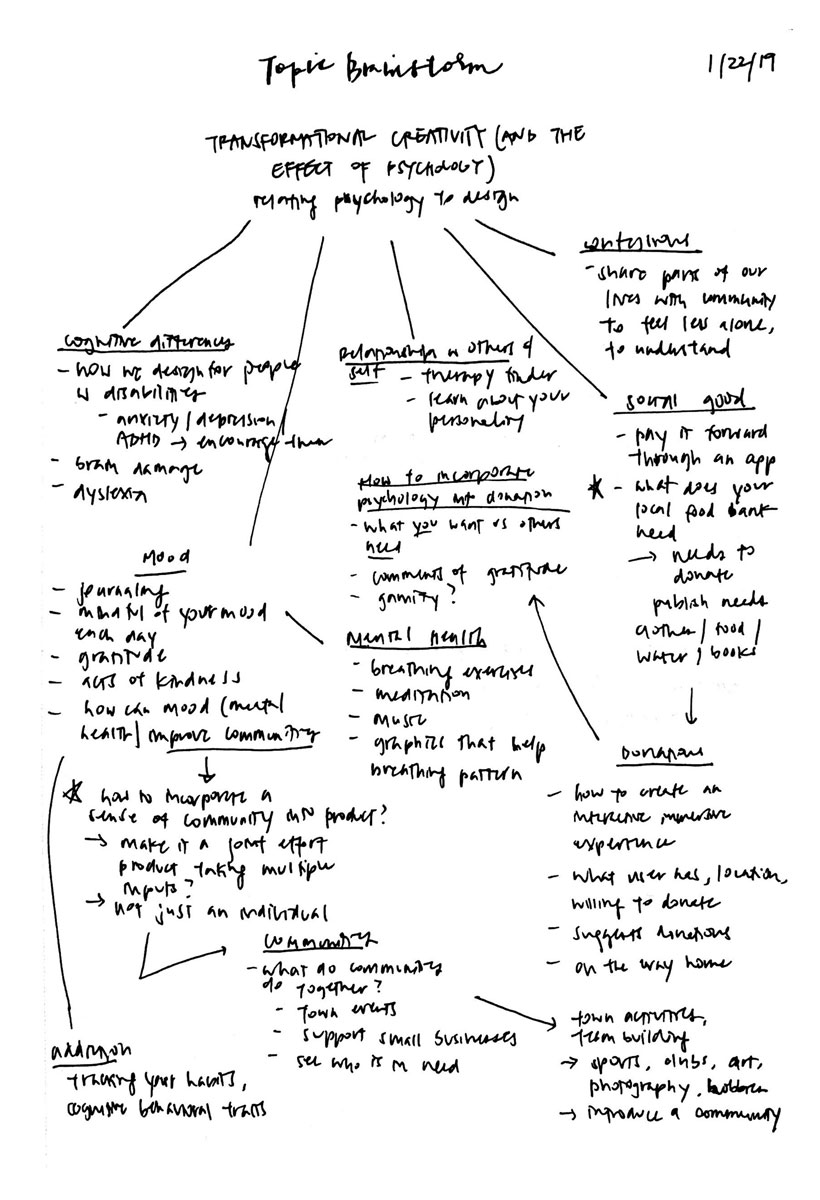 Topic Brainstorm
1/22/19
TRANSFORMATIONAL CREATIVITY (AND THE
EFFECT OF PSYCHOLOGY)
relating psychology to design
cognitive differences
- how we design for people
w disabilities
- anxiety / depression /
ADHD → encourage them
- brain damage
- dyslexia
Mood
- journaling
- mindful of your mood
each day
- gratitude
- acts of kindness
- how can mood (mental
health) improve community
* how to incorporate a
sense of community into product?
→ make it a joint effort
product taking multiple
inputs?
→ not just an individual
Community
- what do community
do together?
- town events
- support small businesses
- see who is in need
addiction
tracking your habits,
cognitive behavioral traits
relationship w others &
self
- therapy finder
- learn about your
personality
How to incorporate
psychology into donation
- what you want vs others
need
- comments of gratitude
- gamify?
Mental health
- breathing exercises
- meditation
- music
- graphics that help
breathing pattern
confessions
- share parts of our
lives with community
to feel less alone,
to understand
social good
- pay it forward
through an app
* - what does your
local food bank
need
→ needs to
donate
publish needs
clothes / food /
water / books
Donations
- how to create an
interactive immersive
experience
- what user has, location,
willing to donate
- suggests donations
- on the way home
town activities,
team building
→ sports, clubs, art,
photography,
→ introduce a community